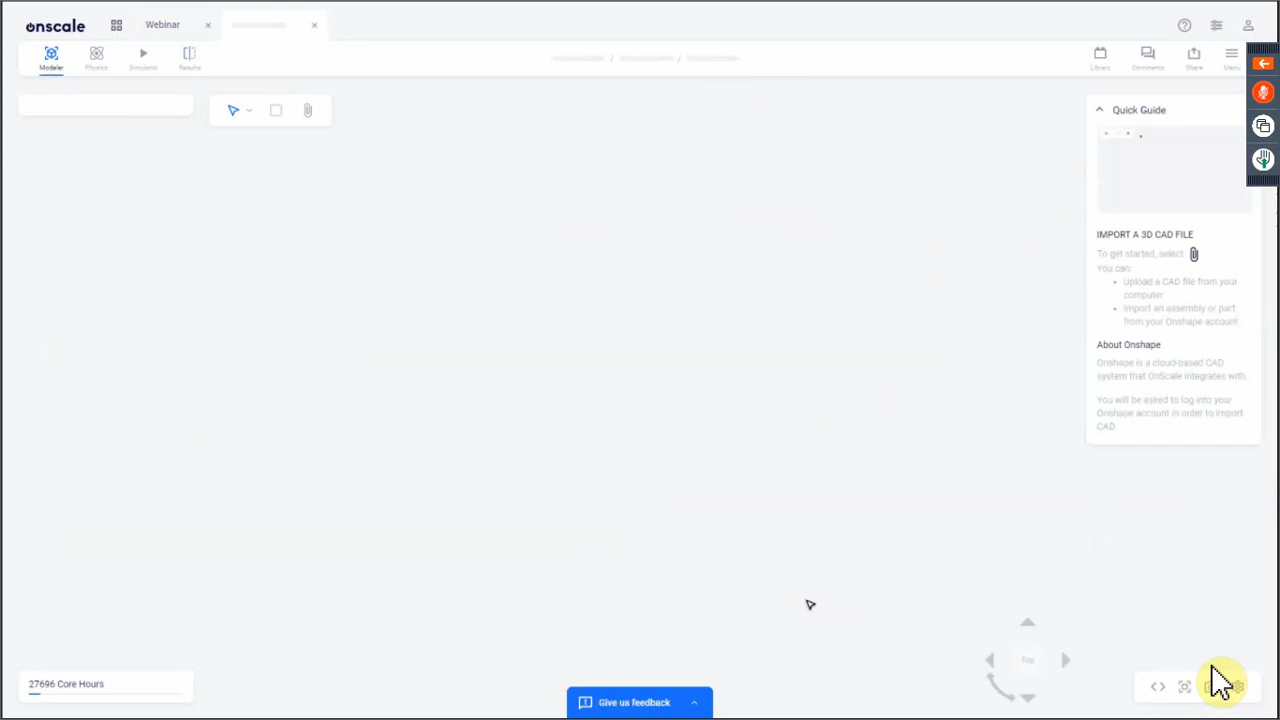 onscale
Webinar
Modeler
Physics
Simulator
Results
/ /
Library
Comments
Share
Menu
Quick Guide
IMPORT A 3D CAD FILE
To get started, select
You can:
• Upload a CAD file from your
computer
• Import an assembly or part
from your Onshape account
About Onshape
Onshape is a cloud-based CAD
system that OnScale integrates with.
You will be asked to log into your
Onshape account in order to import
CAD.
Top
27696 Core Hours
Give us feedback